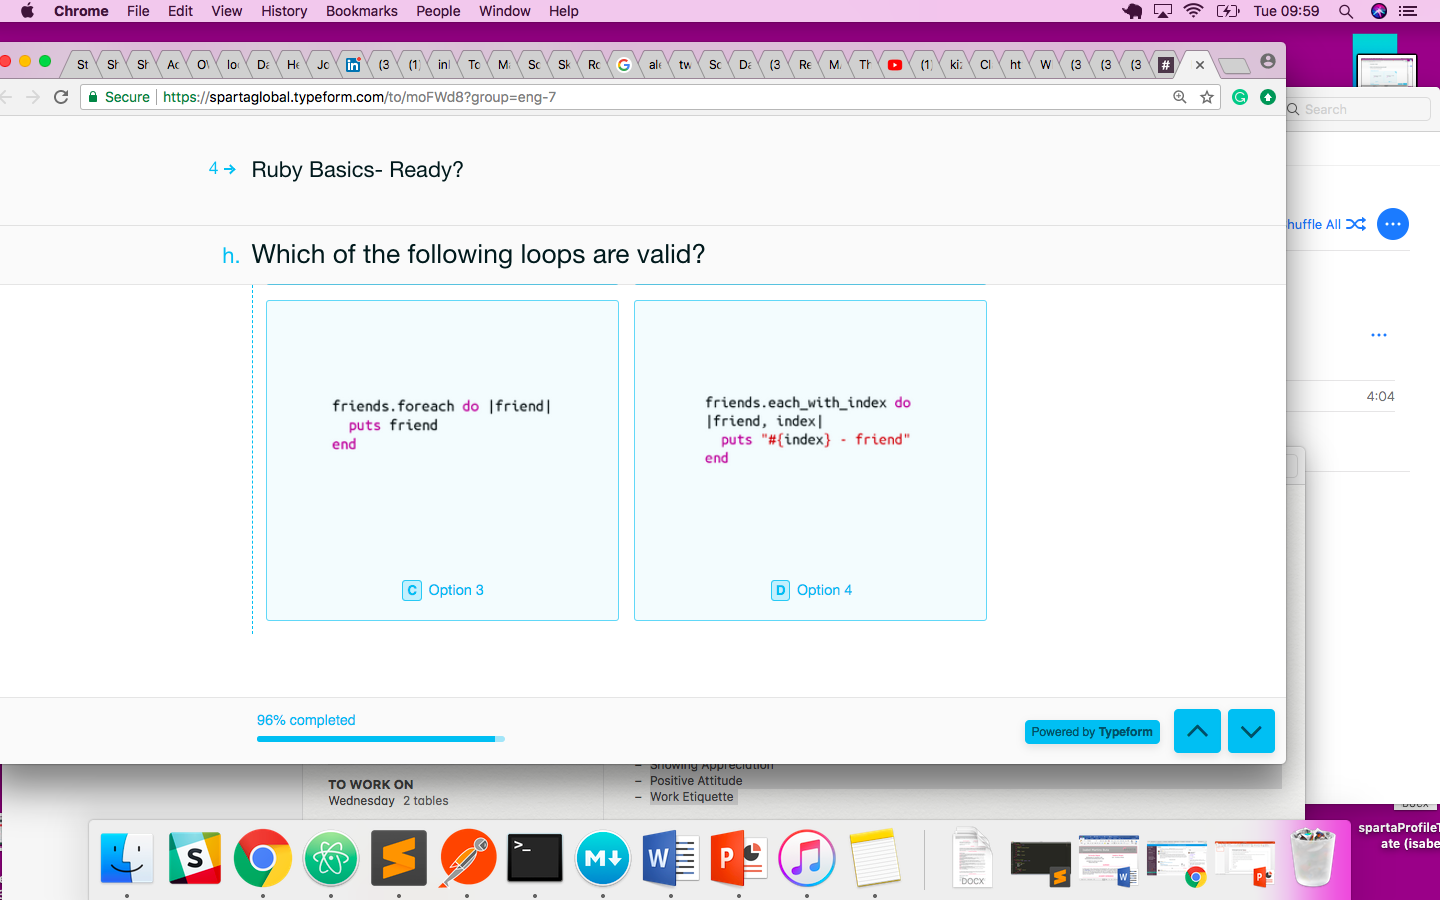 Chrome File Edit View History Bookmarks People Window Help Tue 09:59
St Sh Sh Ac O\ lo Da He Jc in (3 (1) inl Tc M Sc Sk Rc G ale tw Sc Da (3 Re M. Th (1) ki: Cl ht W (3 (3 (3 #
Secure https://spartaglobal.typeform.com/to/moFWd8?group=eng-7
Search
4 → Ruby Basics- Ready?
huffle All
h. Which of the following loops are valid?
friends.foreach do |friend|
puts friend
end
C Option 3
friends.each_with_index do
|friend, index|
puts "#{index} - friend"
end
D Option 4
4:04
96% completed
Powered by Typeform
TO WORK ON
Wednesday 2 tables
– Showing Appreciation
– Positive Attitude
– Work Etiquette
DOCX
spartaProfileT
ate (isabe
S
>_
M
W
P
DOCX
S
W
P